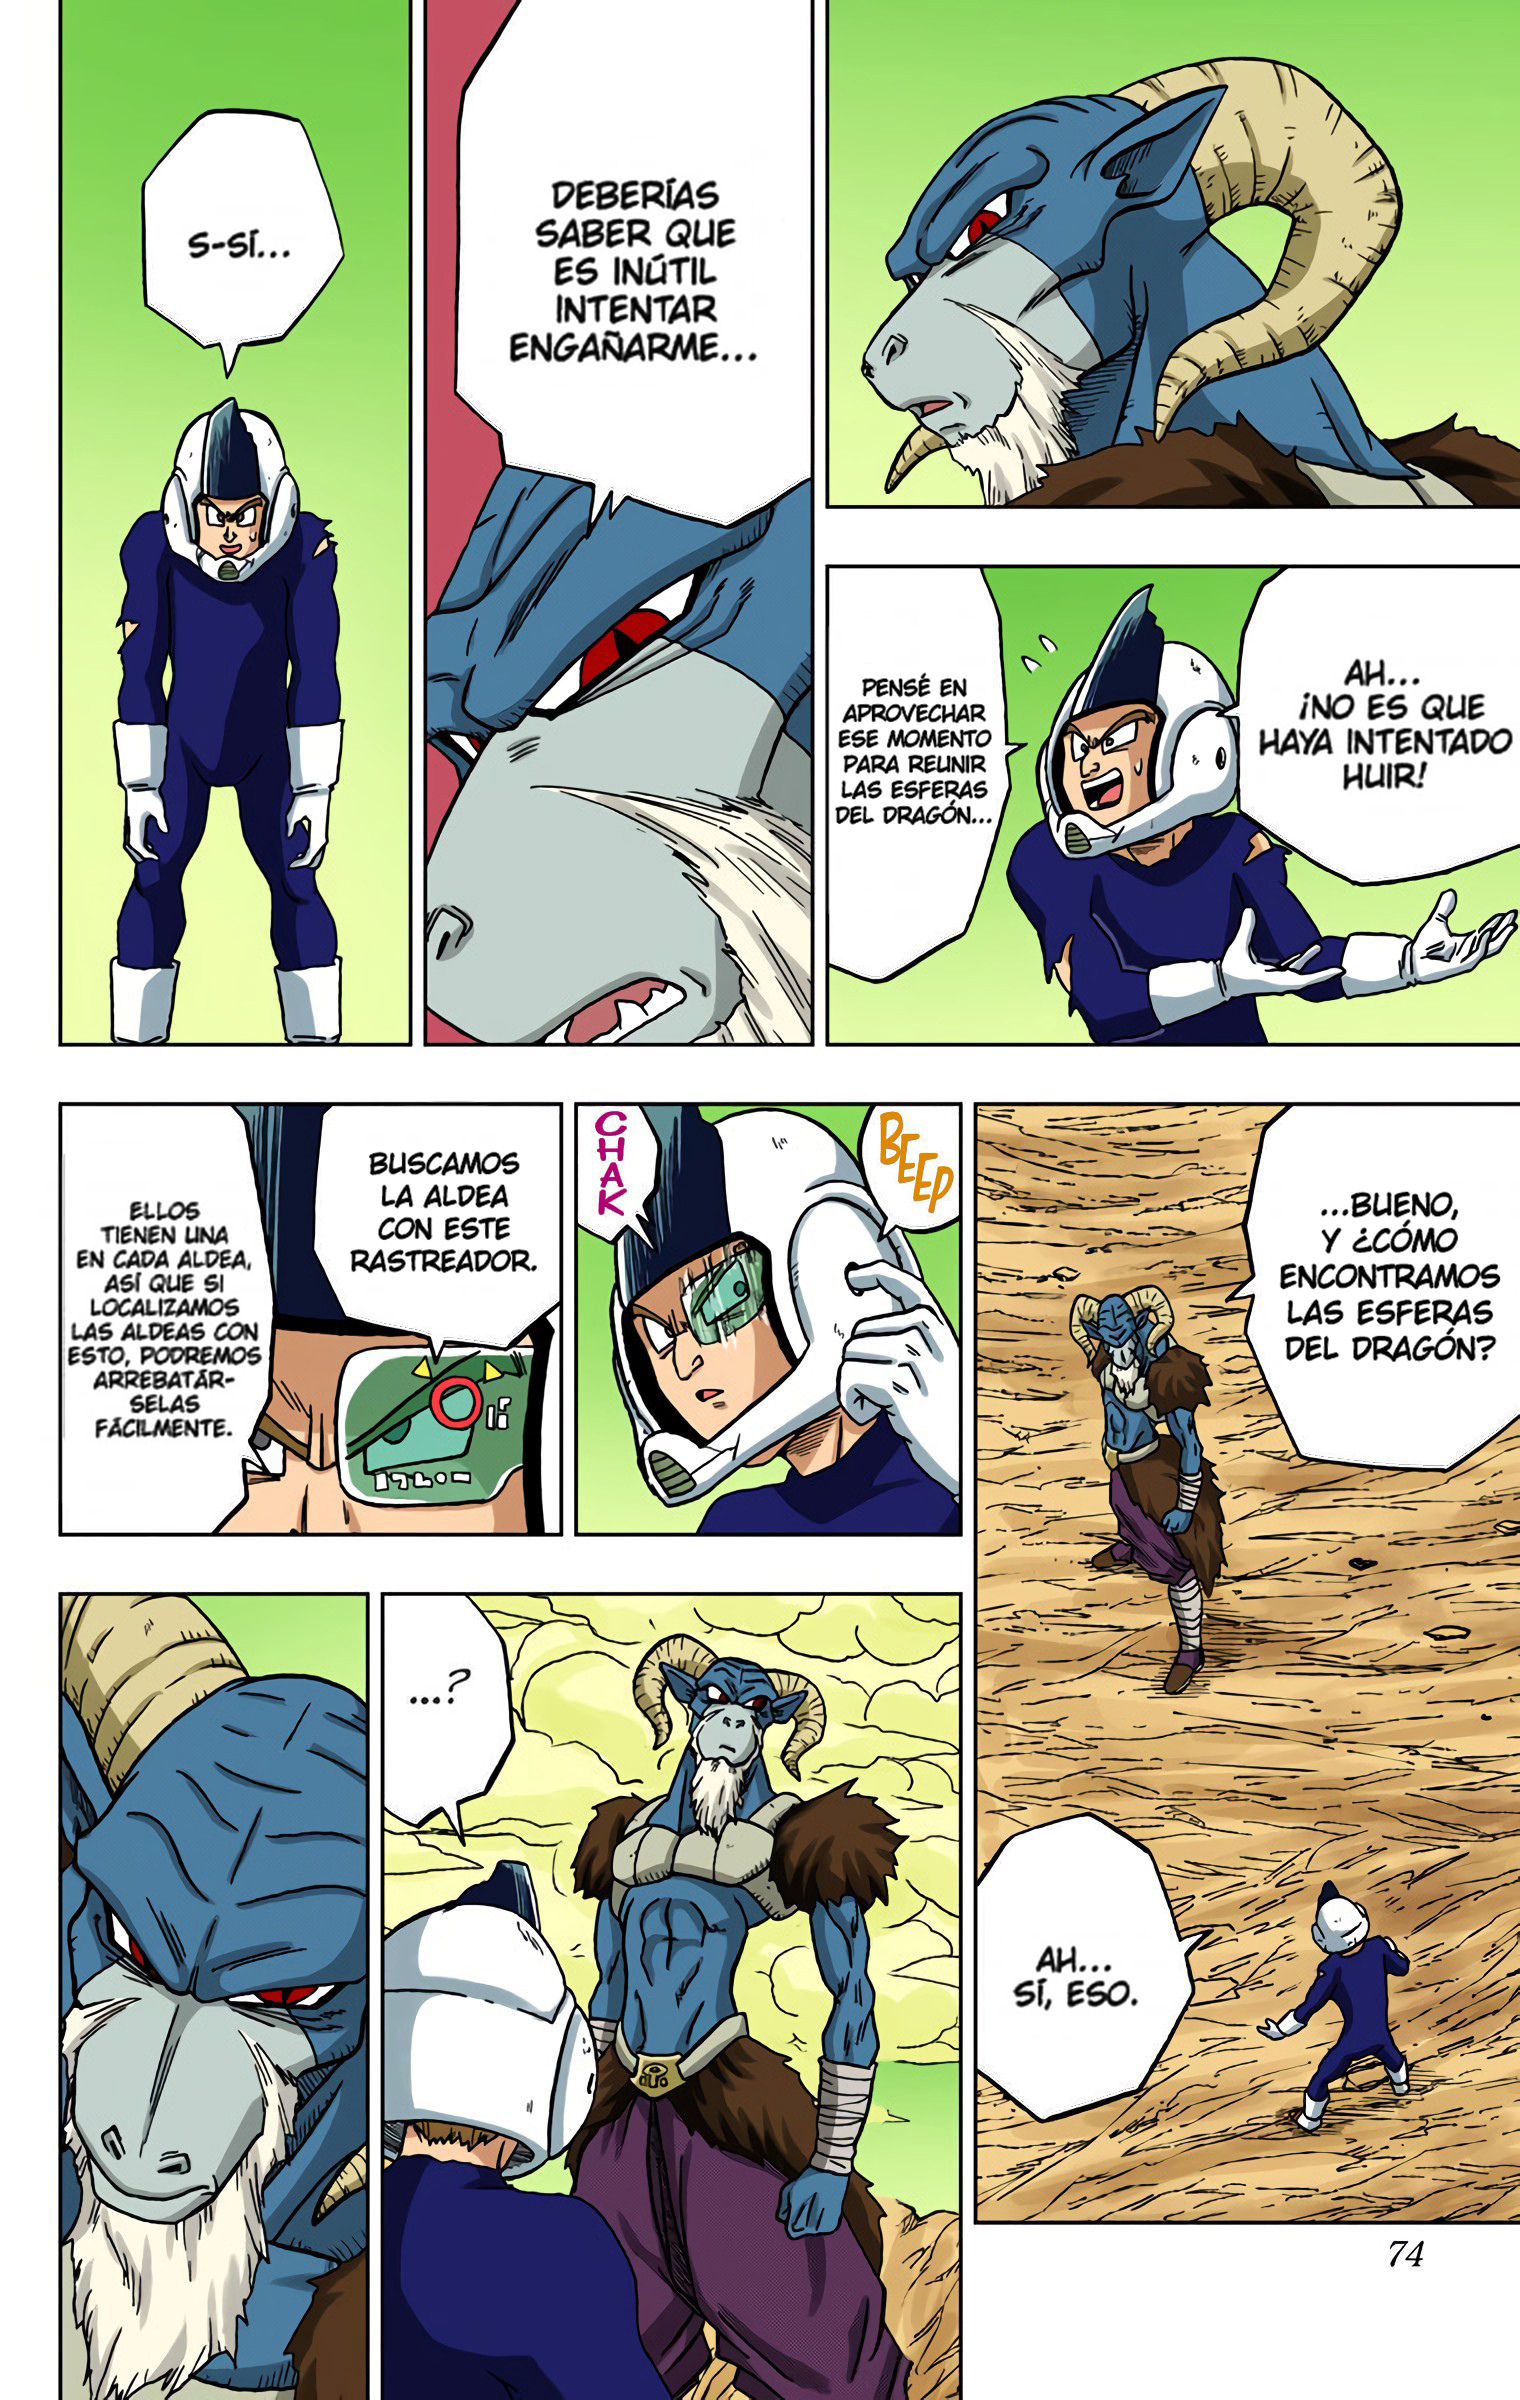 AH...
¡NO ES QUE
HAYA INTENTADO
HUIR!
PENSÉ EN
APROVECHAR
ESE MOMENTO
PARA REUNIR
LAS ESFERAS
DEL DRAGÓN...
DEBERÍAS
SABER QUE
ES INÚTIL
INTENTAR
ENGAÑARME...
S-SÍ...
...BUENO,
Y ¿CÓMO
ENCONTRAMOS
LAS ESFERAS
DEL DRAGÓN?
AH...
SÍ, ESO.
BEEP
CHAK
BUSCAMOS
LA ALDEA
CON ESTE
RASTREADOR.
ELLOS
TIENEN UNA
EN CADA ALDEA,
ASÍ QUE SI
LOCALIZAMOS
LAS ALDEAS CON
ESTO, PODREMOS
ARREBATÁR-
SELAS
FÁCILMENTE.
...?
74